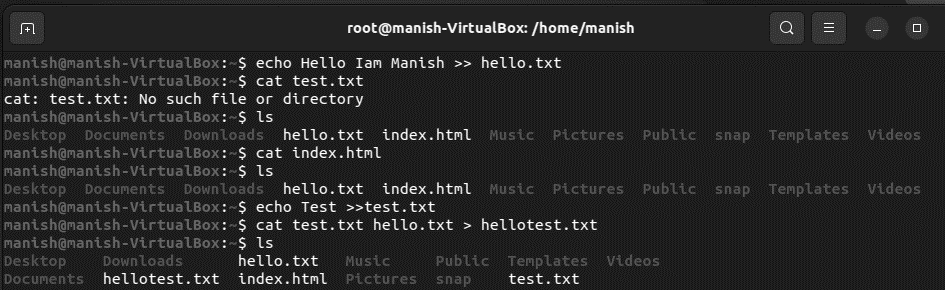 root@manish-VirtualBox: /home/manish
manish@manish-VirtualBox:~$ echo Hello Iam Manish >> hello.txt
manish@manish-VirtualBox:~$ cat test.txt
cat: test.txt: No such file or directory
manish@manish-VirtualBox:~$ ls
Desktop  Documents  Downloads  hello.txt  index.html  Music  Pictures  Public  snap  Templates  Videos
manish@manish-VirtualBox:~$ cat index.html
manish@manish-VirtualBox:~$ ls
Desktop  Documents  Downloads  hello.txt  index.html  Music  Pictures  Public  snap  Templates  Videos
manish@manish-VirtualBox:~$ echo Test >>test.txt
manish@manish-VirtualBox:~$ cat test.txt hello.txt > hellotest.txt
manish@manish-VirtualBox:~$ ls
Desktop    Downloads      hello.txt   Music     Public  Templates  Videos
Documents  hellotest.txt  index.html  Pictures  snap    test.txt